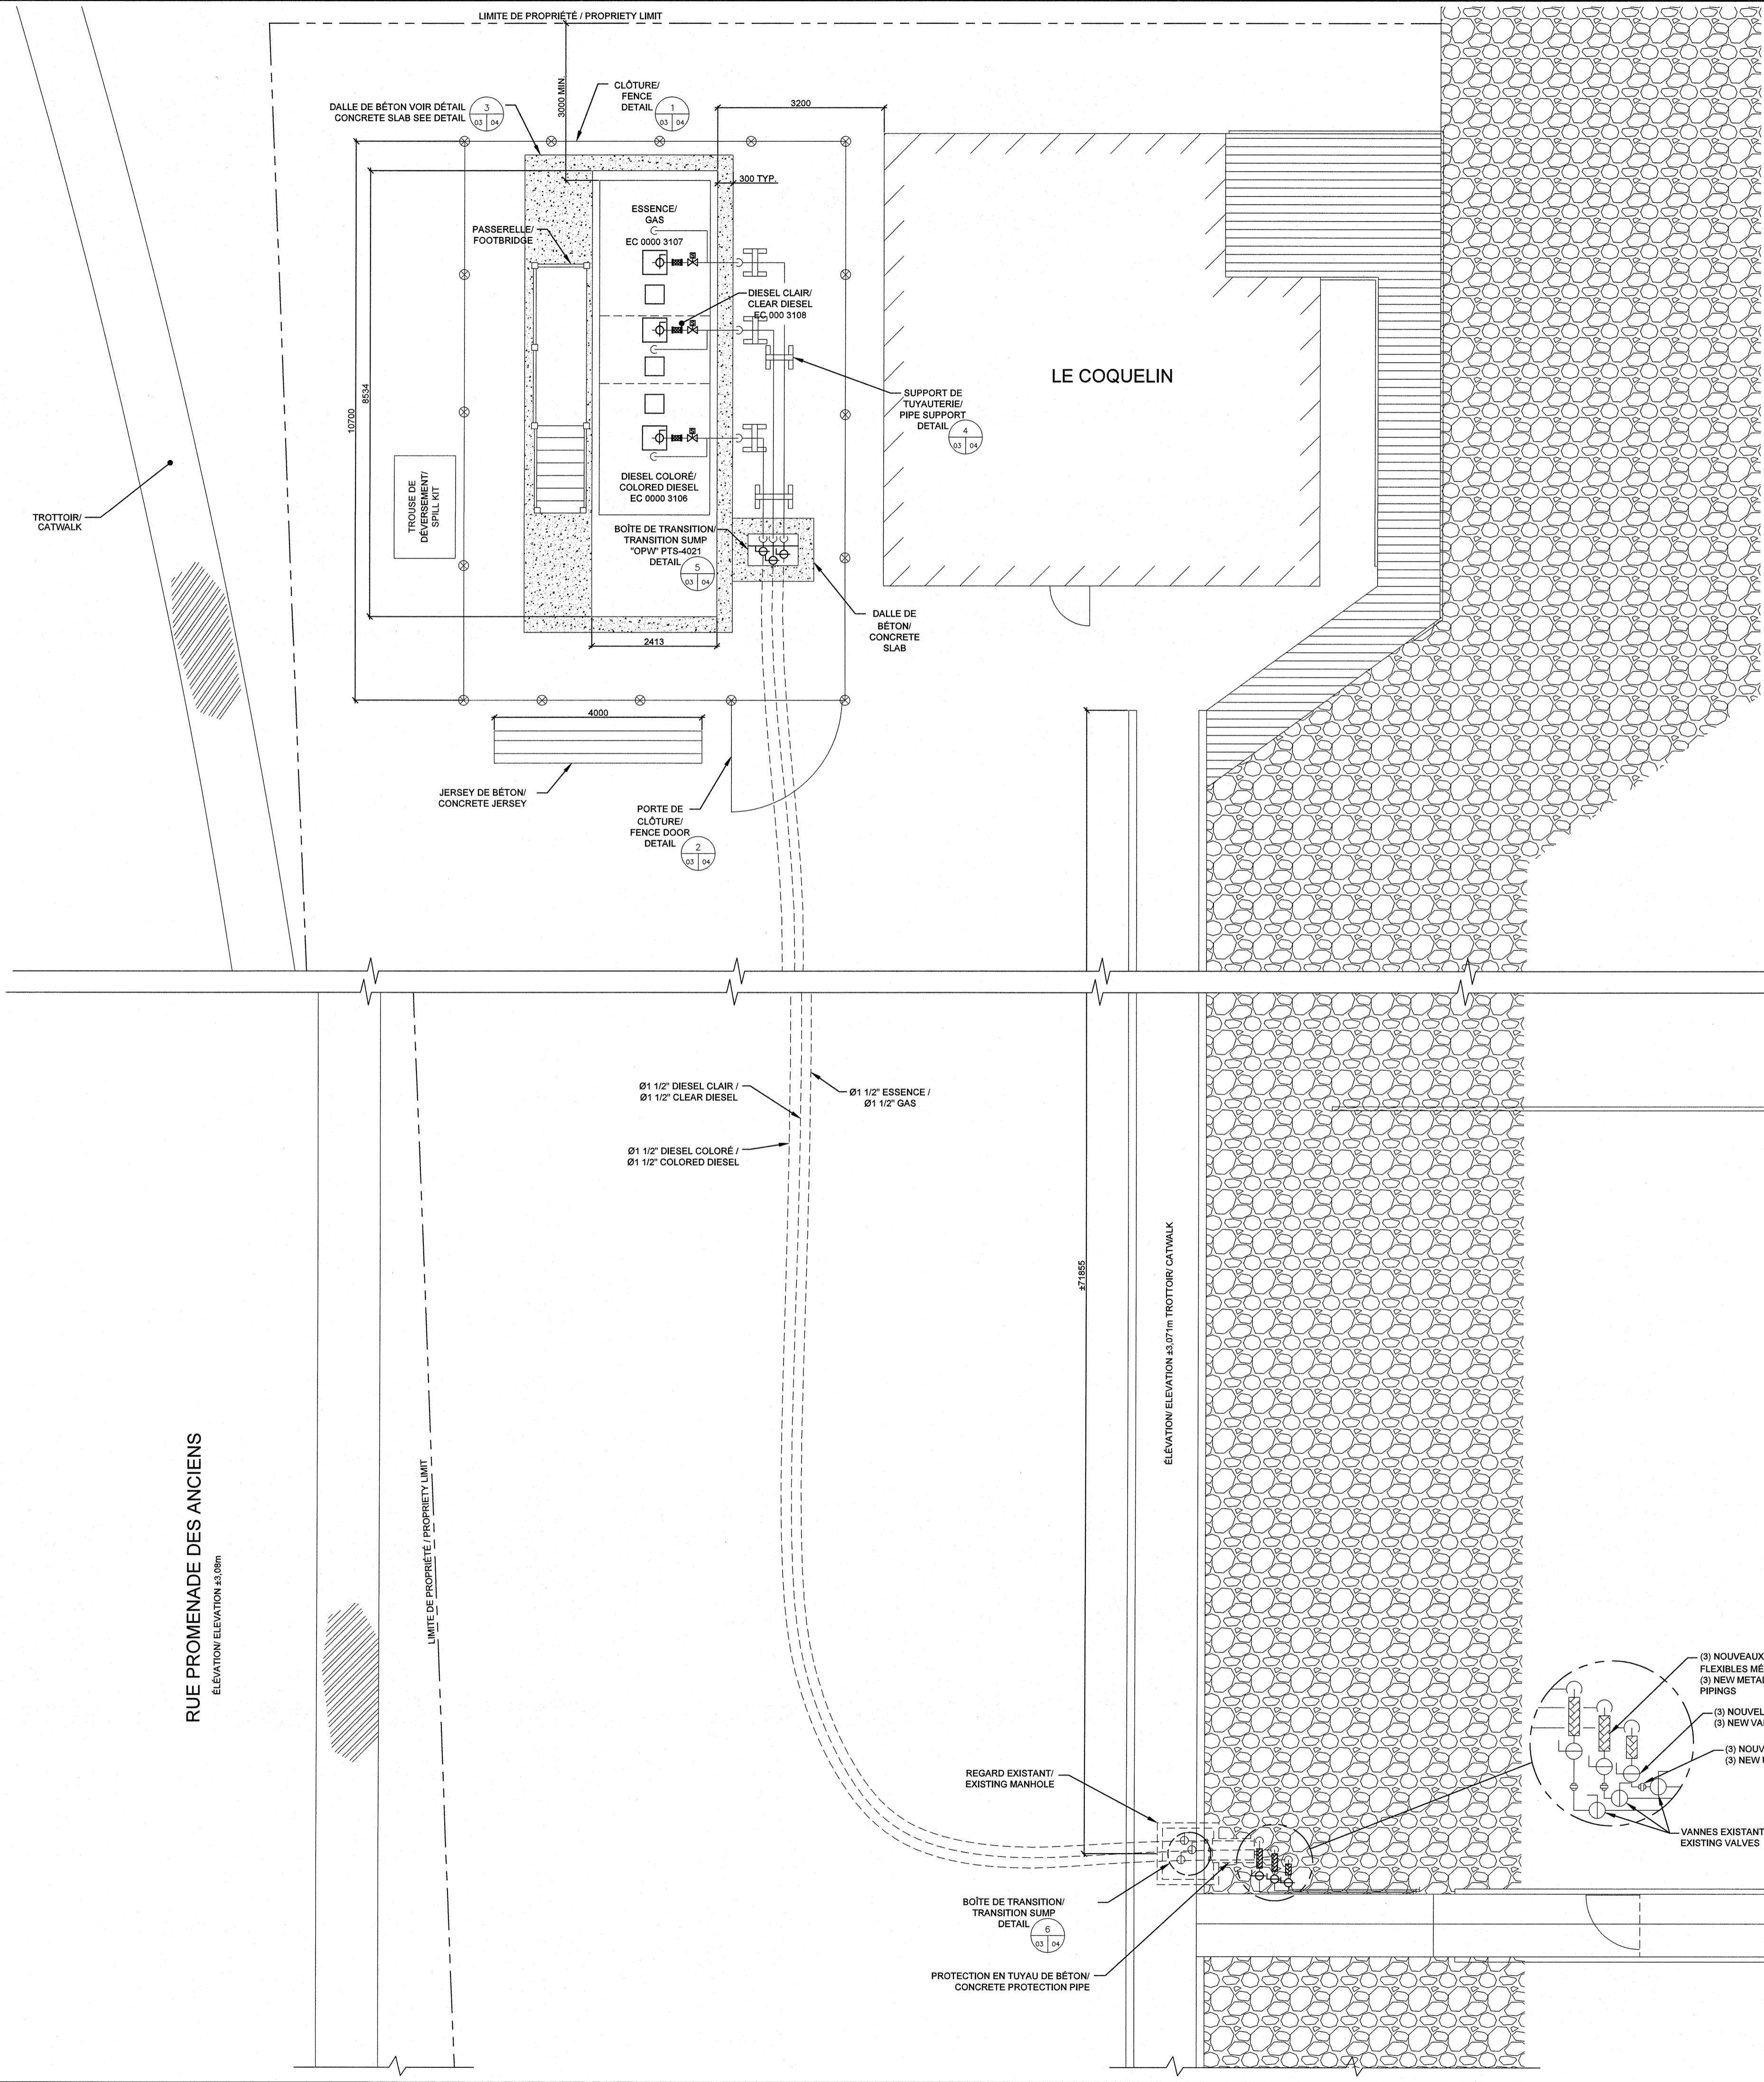 LIMITE DE PROPRIÉTÉ / PROPRIETY LIMIT
3000 MIN.
DALLE DE BÉTON VOIR DÉTAIL
CONCRETE SLAB SEE DETAIL
3
03 04
CLÔTURE/
FENCE
DETAIL
1
03 04
3200
300 TYP.
ESSENCE/
GAS
EC 0000 3107
PASSERELLE/
FOOTBRIDGE
DIESEL CLAIR/
CLEAR DIESEL
EC 000 3108
LE COQUELIN
SUPPORT DE
TUYAUTERIE/
PIPE SUPPORT
DETAIL
4
03 04
10700
8534
TROUSE DE
DÉVERSEMENT/
SPILL KIT
DIESEL COLORÉ/
COLORED DIESEL
EC 0000 3106
TROTTOIR/
CATWALK
BOÎTE DE TRANSITION/
TRANSITION SUMP
"OPW" PTS-4021
DETAIL
5
03 04
DALLE DE
BÉTON/
CONCRETE
SLAB
2413
4000
JERSEY DE BÉTON/
CONCRETE JERSEY
PORTE DE
CLÔTURE/
FENCE DOOR
DETAIL
2
03 04
Ø1 1/2" DIESEL CLAIR /
Ø1 1/2" CLEAR DIESEL
Ø1 1/2" ESSENCE /
Ø1 1/2" GAS
Ø1 1/2" DIESEL COLORÉ /
Ø1 1/2" COLORED DIESEL
±71855
ÉLÉVATION/ ELEVATION ±3,071m TROTTOIR/ CATWALK
RUE PROMENADE DES ANCIENS
ÉLÉVATION/ ELEVATION ±3,08m
LIMITE DE PROPRIÉTÉ / PROPRIETY LIMIT
(3) NOUVEAUX
FLEXIBLES MÉ
(3) NEW METAL
PIPINGS
(3) NOUVEL
(3) NEW VA
(3) NOUV
(3) NEW
VANNES EXISTANT
EXISTING VALVES
REGARD EXISTANT/
EXISTING MANHOLE
BOÎTE DE TRANSITION/
TRANSITION SUMP
DETAIL
6
03 04
PROTECTION EN TUYAU DE BÉTON/
CONCRETE PROTECTION PIPE